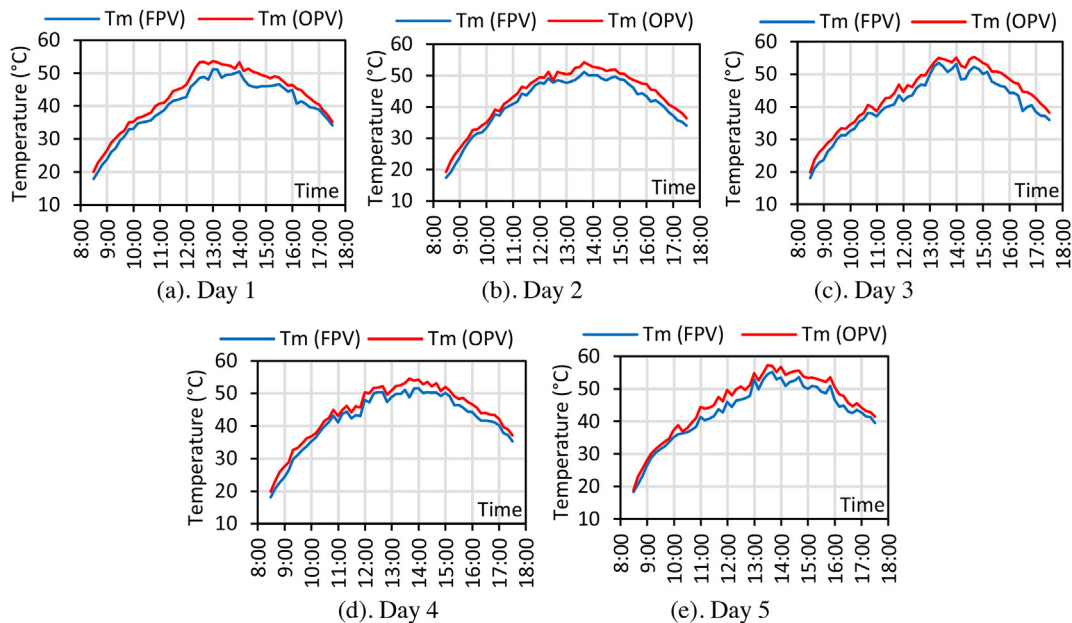 Tm (FPV) Tm (OPV)
Temperature (°C)
60
50
40
30
20
10
Time
8:00 9:00 10:00 11:00 12:00 13:00 14:00 15:00 16:00 17:00 18:00
(a). Day 1
Tm (FPV) Tm (OPV)
Temperature (°C)
60
50
40
30
20
10
Time
8:00 9:00 10:00 11:00 12:00 13:00 14:00 15:00 16:00 17:00 18:00
(b). Day 2
Tm (FPV) Tm (OPV)
Temperature (°C)
60
50
40
30
20
10
Time
8:00 9:00 10:00 11:00 12:00 13:00 14:00 15:00 16:00 17:00 18:00
(c). Day 3
Tm (FPV) Tm (OPV)
Temperature (°C)
60
50
40
30
20
10
Time
8:00 9:00 10:00 11:00 12:00 13:00 14:00 15:00 16:00 17:00 18:00
(d). Day 4
Tm (FPV) Tm (OPV)
Temperature (°C)
60
50
40
30
20
10
Time
8:00 9:00 10:00 11:00 12:00 13:00 14:00 15:00 16:00 17:00 18:00
(e). Day 5